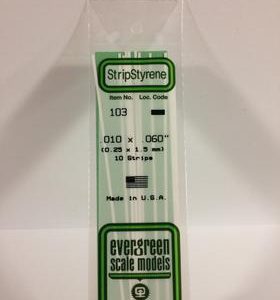 StripStyrene
Item No. Loc. Code
103
.010 x .060"
(0.25 x 1.5 mm)
10 Strips
Made in U.S.A.
evergreen
scale models